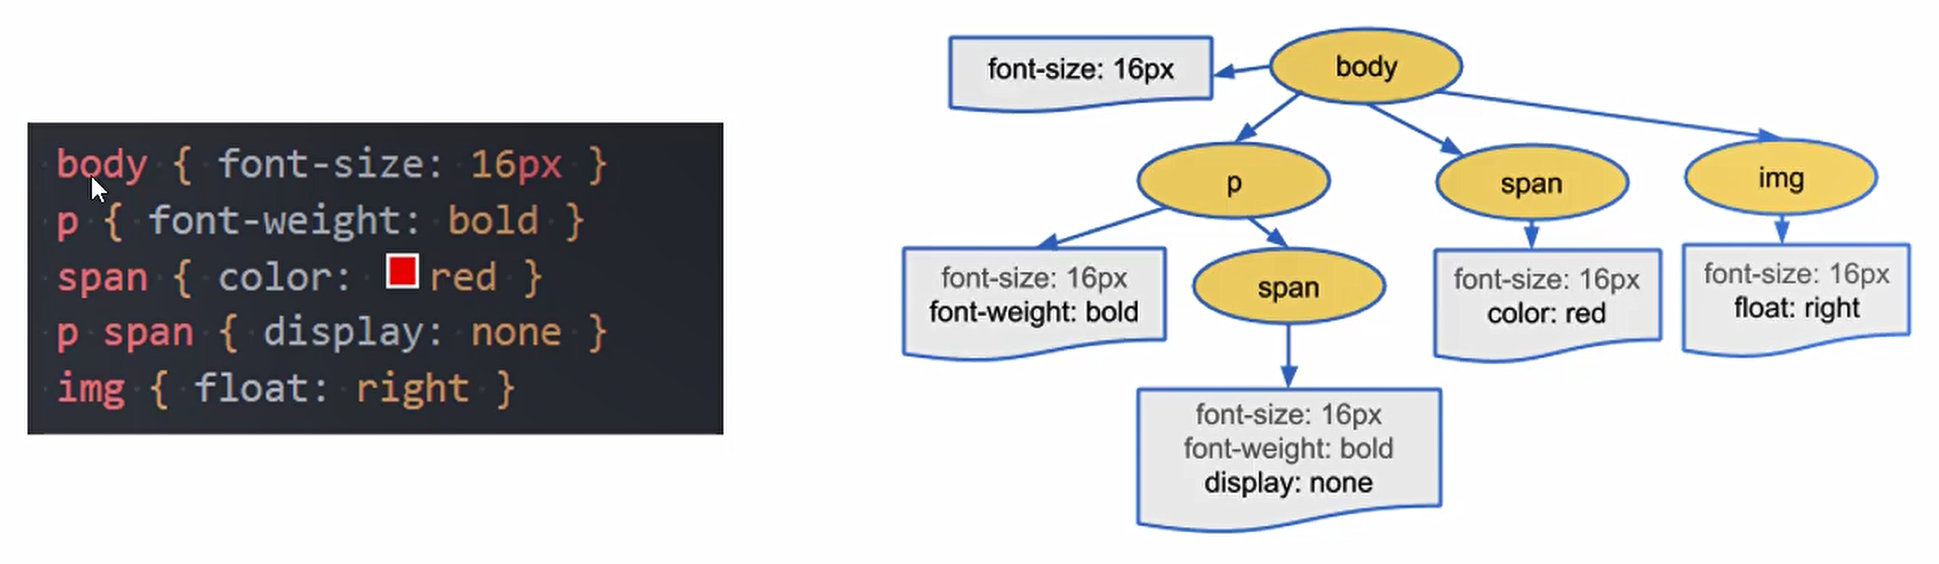 body { font-size: 16px }
p { font-weight: bold }
span { color: red }
p span { display: none }
img { float: right }
font-size: 16px
body
p
span
img
font-size: 16px
font-weight: bold
span
font-size: 16px
color: red
font-size: 16px
float: right
font-size: 16px
font-weight: bold
display: none